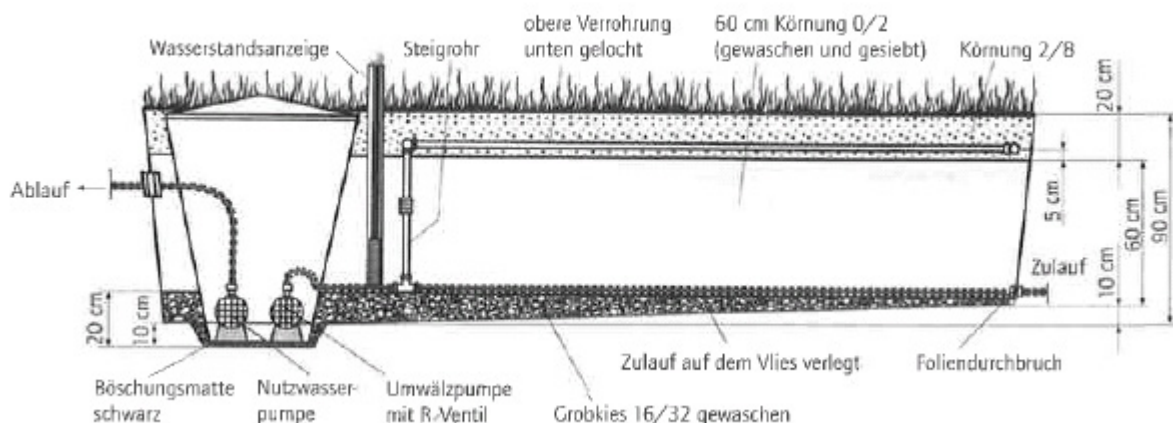 Wasserstandsanzeige
Steigrohr
obere Verrohrung
unten gelocht
60 cm Körnung 0/2
(gewaschen und gesiebt)
Körnung 2/8
20 cm
Ablauf
5 cm
60 cm
90 cm
10 cm
Zulauf
20 cm
10 cm
Böschungsmatte
schwarz
Nutzwasser-
pumpe
Umwälzpumpe
mit R.-Ventil
Grobkies 16/32 gewaschen
Zulauf auf dem Vlies verlegt
Foliendurchbruch